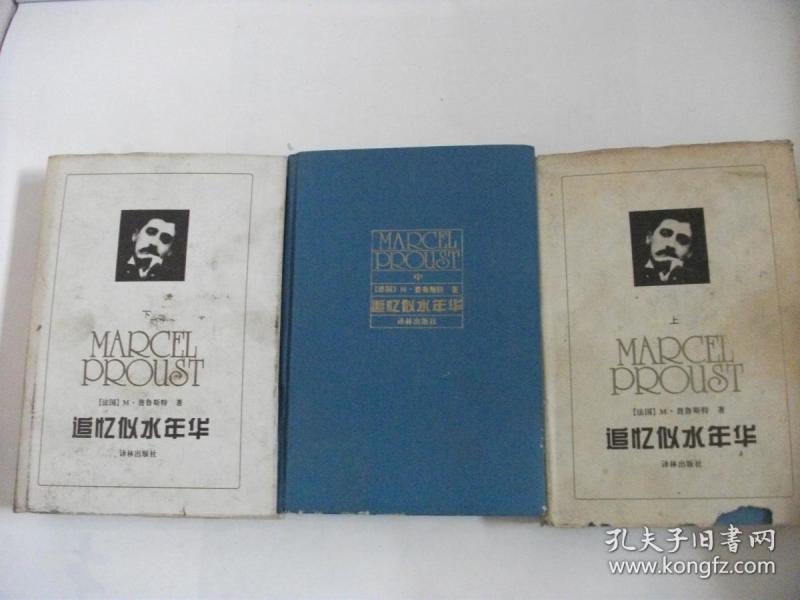 下
MARCEL
PROUST
[法国] M·普鲁斯特 著
追忆似水年华
译林出版社
MARCEL
PROUST
中
[法国] M·普鲁斯特 著
追忆似水年华
译林出版社
上
MARCEL
PROUST
[法国] M·普鲁斯特 著
追忆似水年华
译林出版社
孔夫子旧书网
www.kongfz.com